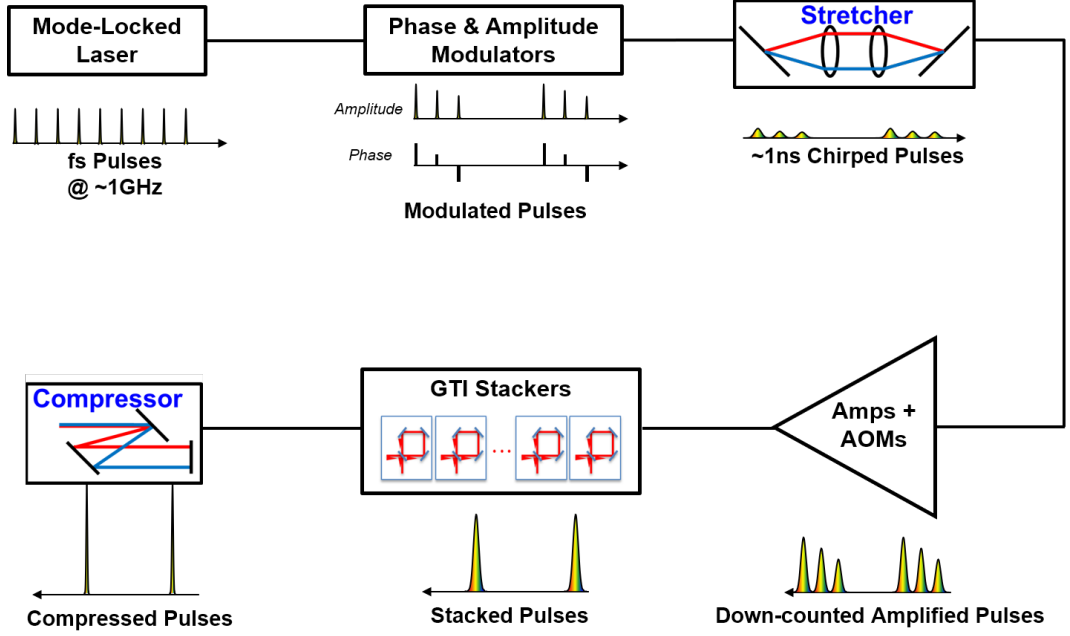 Mode-Locked
Laser
Phase & Amplitude
Modulators
Stretcher
fs Pulses
@ ~1GHz
Amplitude
Phase
Modulated Pulses
~1ns Chirped Pulses
Compressor
GTI Stackers
...
Amps +
AOMs
Compressed Pulses
Stacked Pulses
Down-counted Amplified Pulses